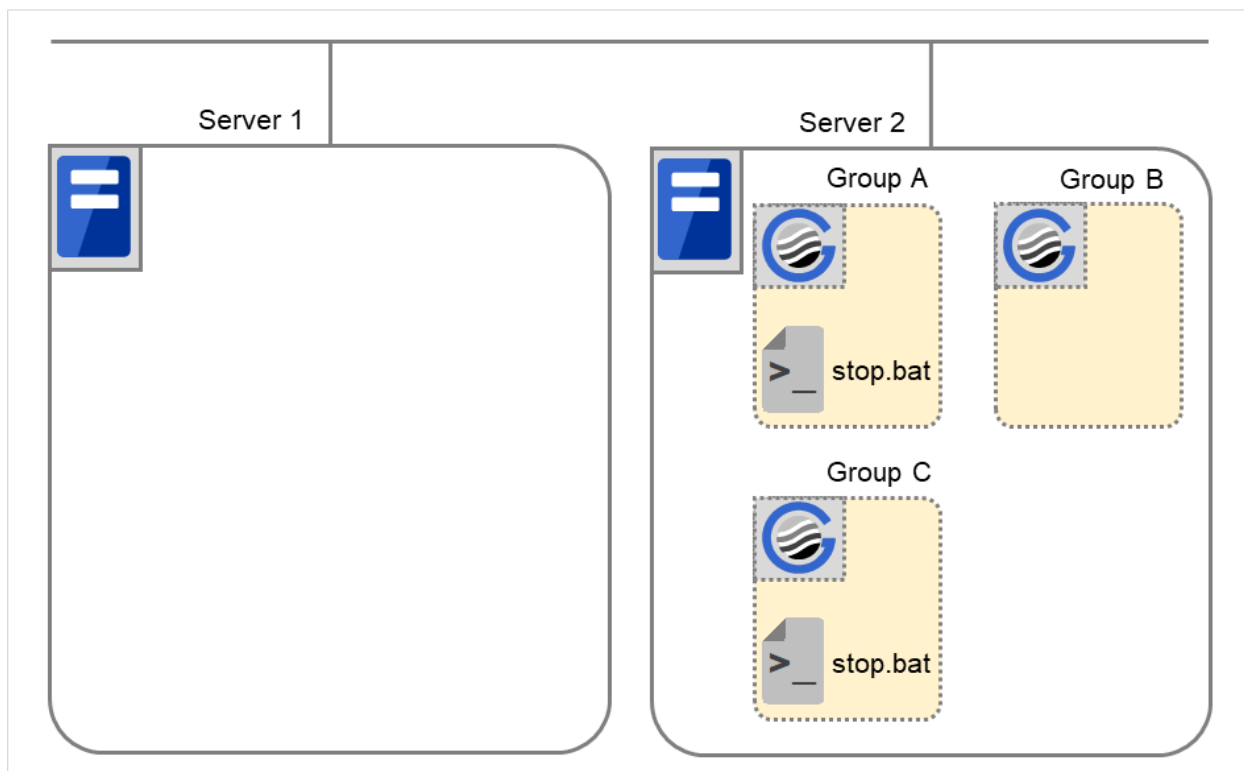 Server 1
Server 2
Group A
Group B
>_ stop.bat
Group C
>_ stop.bat